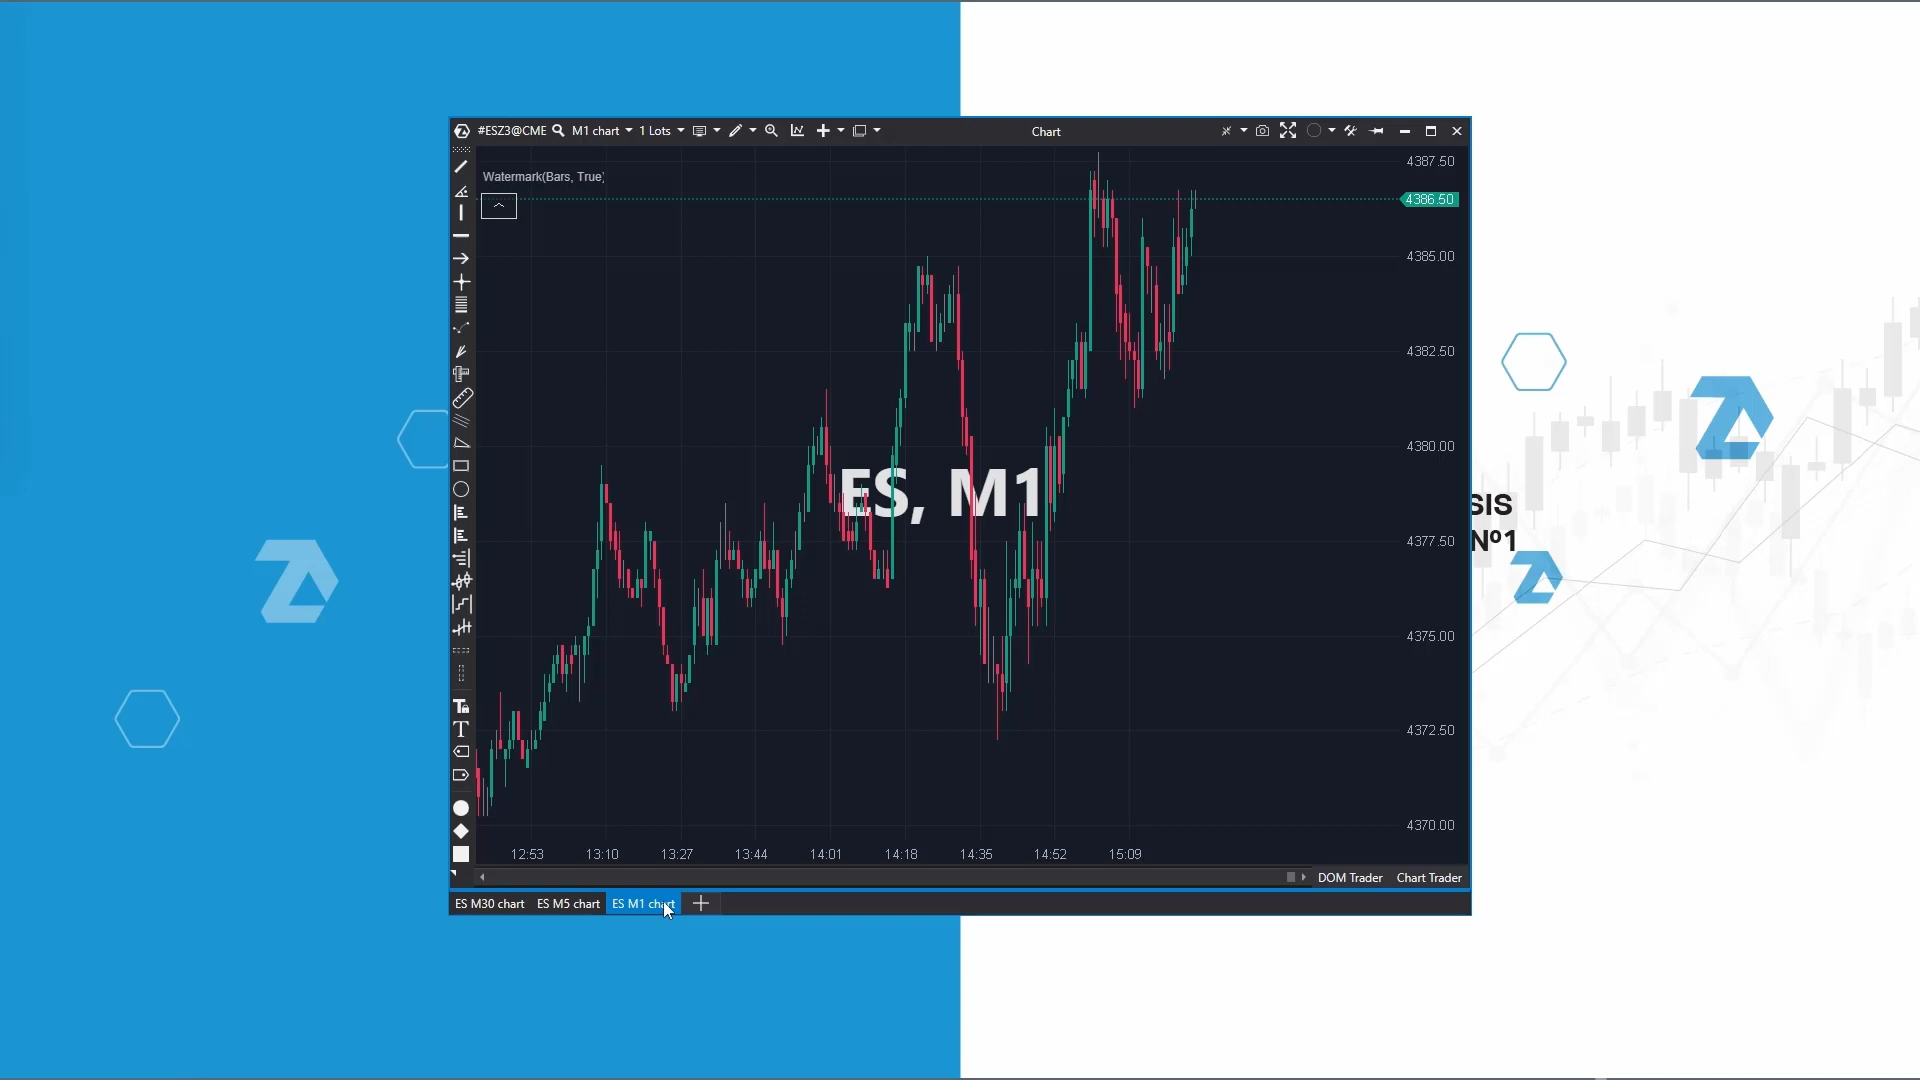 #ESZ3@CME M1 chart 1 Lots Chart
Watermark(Bars, True)
4387.50
4386.50
4385.00
4382.50
4380.00
4377.50
4375.00
4372.50
4370.00
ES, M1
SIS
Nº1
12:53 13:10 13:27 13:44 14:01 14:18 14:35 14:52 15:09
DOM Trader Chart Trader
ES M30 chart ES M5 chart ES M1 chart